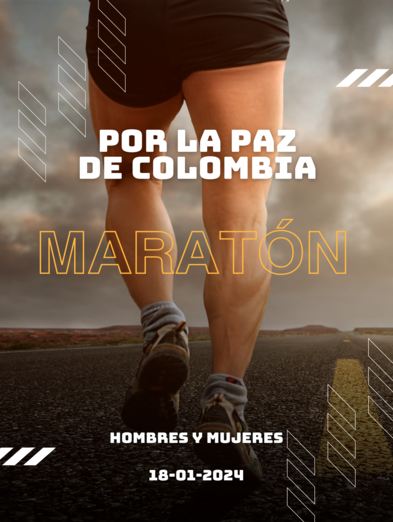 POR LA PAZ
DE COLOMBIA
MARATÓN
HOMBRES Y MUJERES
18-01-2024